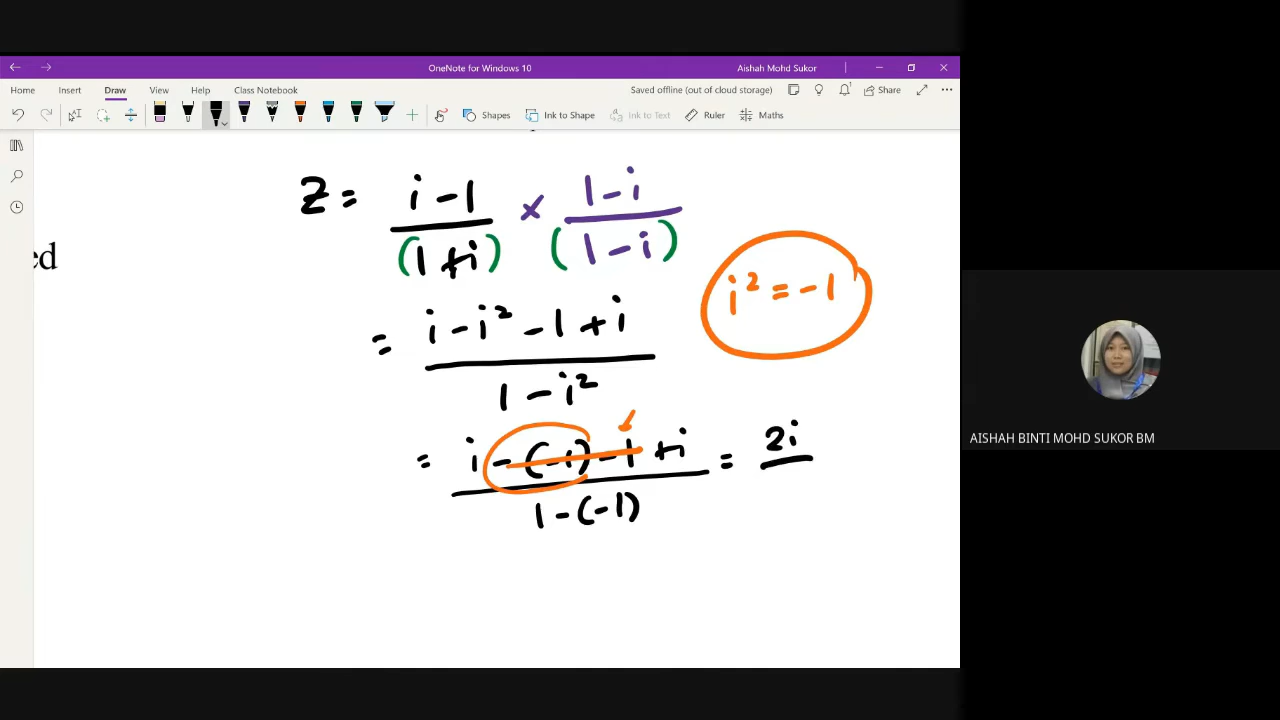 OneNote for Windows 10
Aishah Mohd Sukor
Home Insert Draw View Help Class Notebook
Saved offline (out of cloud storage)
Share
Shapes Ink to Shape Ink to Text Ruler Maths
Z = i - 1 / (1 + i) × 1 - i / (1 - i)
ed
i² = -1
= i - i² - 1 + i / 1 - i²
= i - (-1) - 1 + i / 1 - (-1) = 2i /
AISHAH BINTI MOHD SUKOR BM